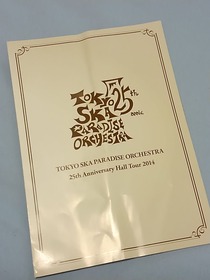 TOKYO 25th
SKA
PARADISE
ORCHESTRA
TOKYO SKA PARADISE ORCHESTRA
25th Anniversary Hall Tour 2014